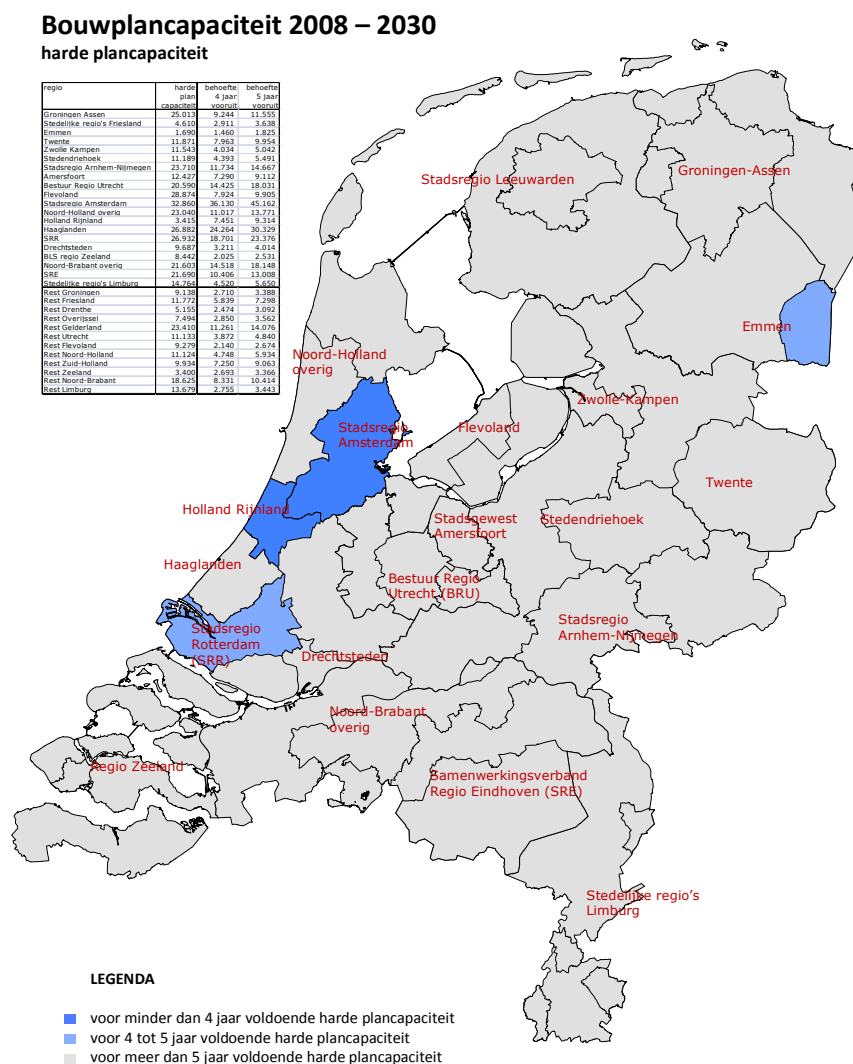 Bouwplancapaciteit 2008 – 2030
harde plancapaciteit
regio harde plan capaciteit behoefte 4 jaar vooruit behoefte 5 jaar vooruit
Groningen Assen 25.013 9.244 11.555
Stedelijke regio's Friesland 4.610 2.911 3.638
Emmen 1.690 1.460 1.825
Twente 11.871 7.963 9.954
Zwolle Kampen 11.543 4.034 5.042
Stedendriehoek 11.189 4.393 5.491
Stadsregio Arnhem-Nijmegen 23.710 11.734 14.667
Amersfoort 12.427 7.290 9.112
Bestuur Regio Utrecht 20.590 14.425 18.031
Flevoland 28.874 7.924 9.905
Stadsregio Amsterdam 32.860 36.130 45.162
Noord-Holland overig 23.040 11.017 13.771
Holland Rijnland 3.415 7.451 9.314
Haaglanden 26.882 24.264 30.329
SRR 26.932 18.701 23.376
Drechtsteden 9.687 3.211 4.014
BLS regio Zeeland 8.442 2.025 2.531
Noord-Brabant overig 21.603 14.518 18.148
SRE 21.690 10.406 13.008
Stedelijke regio's Limburg 14.764 4.520 5.650
Rest Groningen 9.138 2.710 3.388
Rest Friesland 11.772 5.839 7.298
Rest Drenthe 5.155 2.474 3.092
Rest Overijssel 7.494 2.850 3.562
Rest Gelderland 23.410 11.261 14.076
Rest Utrecht 11.133 3.872 4.840
Rest Flevoland 9.279 2.140 2.674
Rest Noord-Holland 11.124 4.748 5.934
Rest Zuid-Holland 9.934 7.250 9.063
Rest Zeeland 3.400 2.693 3.366
Rest Noord-Brabant 18.625 8.331 10.414
Rest Limburg 13.679 2.755 3.443
Stadsregio Leeuwarden
Groningen-Assen
Emmen
Noord-Holland
overig
Zwolle-Kampen
Stadsregio
Amsterdam
Flevoland
Twente
Holland Rijnland
Stadsgewest
Amersfoort
Stedendriehoek
Haaglanden
Bestuur Regio
Utrecht (BRU)
Stadsregio
Rotterdam
(SRR)
Stadsregio
Arnhem-Nijmegen
Drechtsteden
Noord-Brabant
overig
Regio Zeeland
Samenwerkingsverband
Regio Eindhoven (SRE)
Stedelijke regio's
Limburg
LEGENDA
voor minder dan 4 jaar voldoende harde plancapaciteit
voor 4 tot 5 jaar voldoende harde plancapaciteit
voor meer dan 5 jaar voldoende harde plancapaciteit